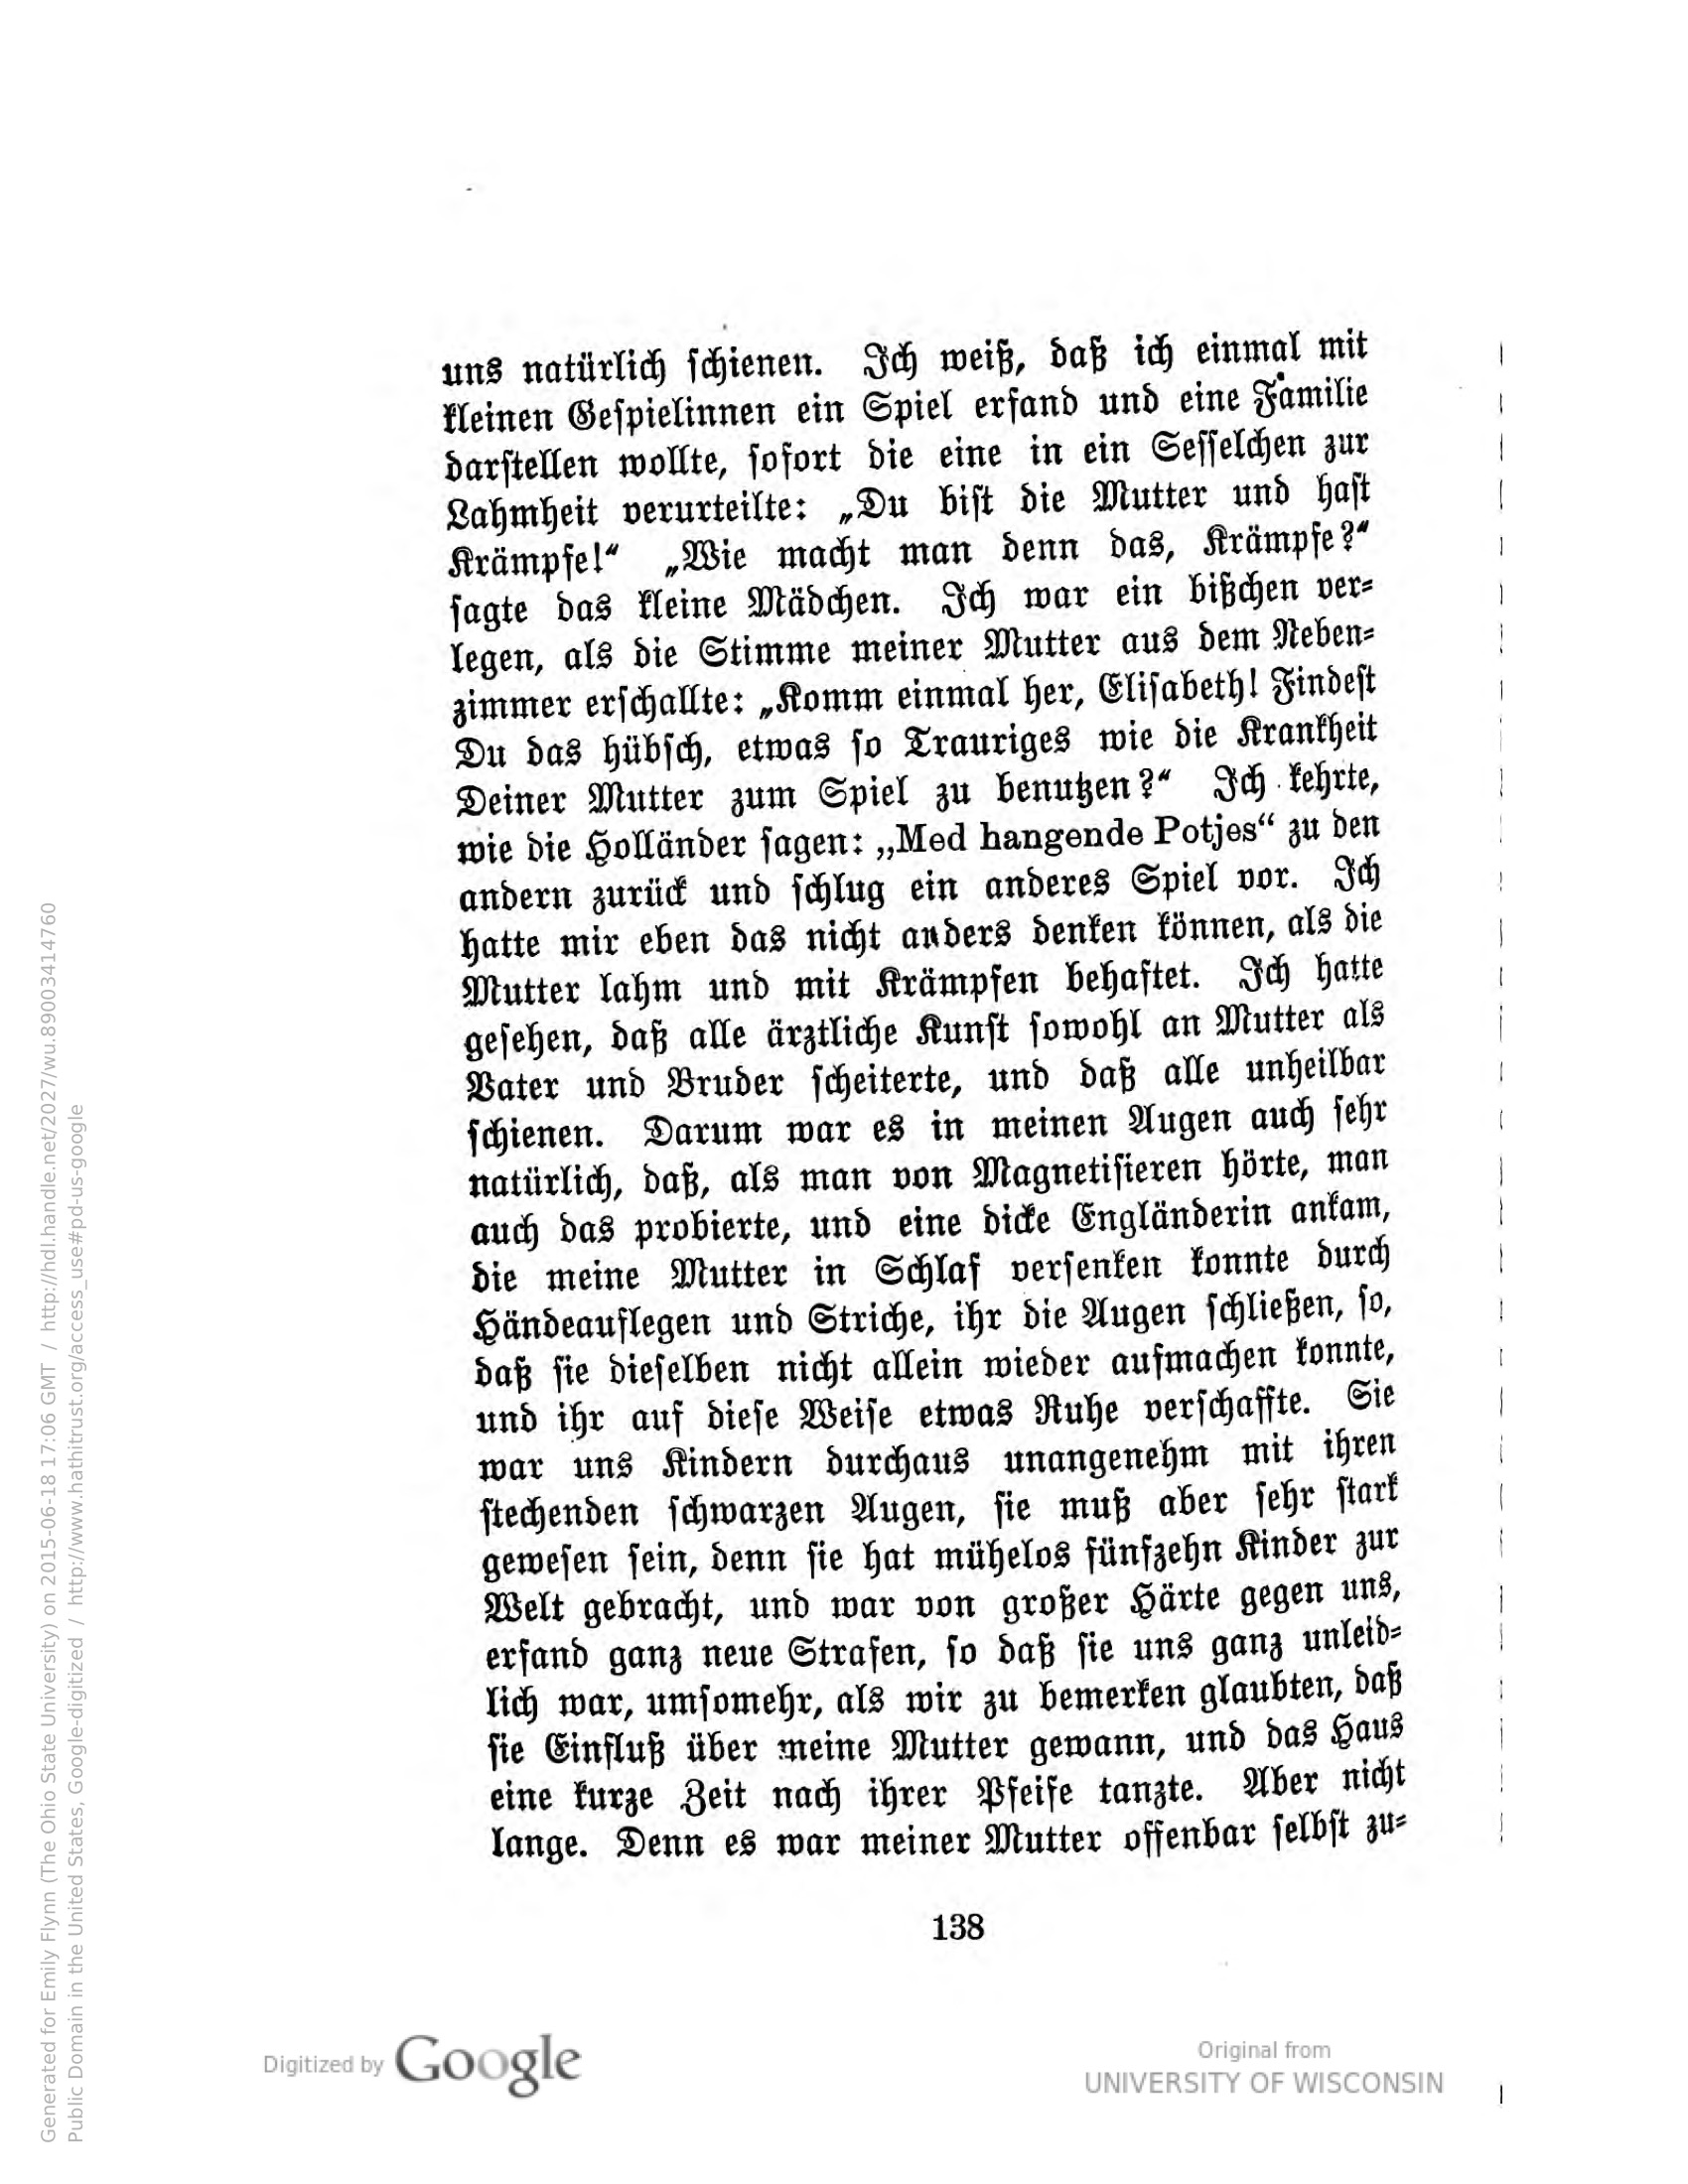 uns natürlich schienen. Ich weiß, daß ich einmal mit
kleinen Gespielinnen ein Spiel erfand und eine Familie
darstellen wollte, sofort die eine in ein Sesselchen zur
Lahmheit verurteilte: „Du bist die Mutter und hast
Krämpfe!“ „Wie macht man denn das, Krämpfe?“
sagte das kleine Mädchen. Ich war ein bißchen ver-
legen, als die Stimme meiner Mutter aus dem Neben-
zimmer erschallte: „Komm einmal her, Elisabeth! Findest
Du das hübsch, etwas so Trauriges wie die Krankheit
Deiner Mutter zum Spiel zu benutzen?“ Ich kehrte,
wie die Holländer sagen: „Med hangende Potjes“ zu den
andern zurück und schlug ein anderes Spiel vor. Ich
hatte mir eben das nicht anders denken können, als die
Mutter lahm und mit Krämpfen behaftet. Ich hatte
gesehen, daß alle ärztliche Kunst sowohl an Mutter als
Vater und Bruder scheiterte, und daß alle unheilbar
schienen. Darum war es in meinen Augen auch sehr
natürlich, daß, als man von Magnetisieren hörte, man
auch das probierte, und eine dicke Engländerin ankam,
die meine Mutter in Schlaf versenken konnte durch
Händeauflegen und Striche, ihr die Augen schließen, so,
daß sie dieselben nicht allein wieder aufmachen konnte,
und ihr auf diese Weise etwas Ruhe verschaffte. Sie
war uns Kindern durchaus unangenehm mit ihren
stechenden schwarzen Augen, sie muß aber sehr stark
gewesen sein, denn sie hat mühelos fünfzehn Kinder zur
Welt gebracht, und war von großer Härte gegen uns,
erfand ganz neue Strafen, so daß sie uns ganz unleid-
lich war, umsomehr, als wir zu bemerken glaubten, daß
sie Einfluß über meine Mutter gewann, und das Haus
eine kurze Zeit nach ihrer Pfeife tanzte. Aber nicht
lange. Denn es war meiner Mutter offenbar selbst zu-
138
Digitized by Google
Original from
UNIVERSITY OF WISCONSIN
Generated for Emily Flynn (The Ohio State University) on 2015-06-18 17:06 GMT / http://hdl.handle.net/2027/wu.89003414760
Public Domain in the United States, Google-digitized / http://www.hathitrust.org/access_use#pd-us-google